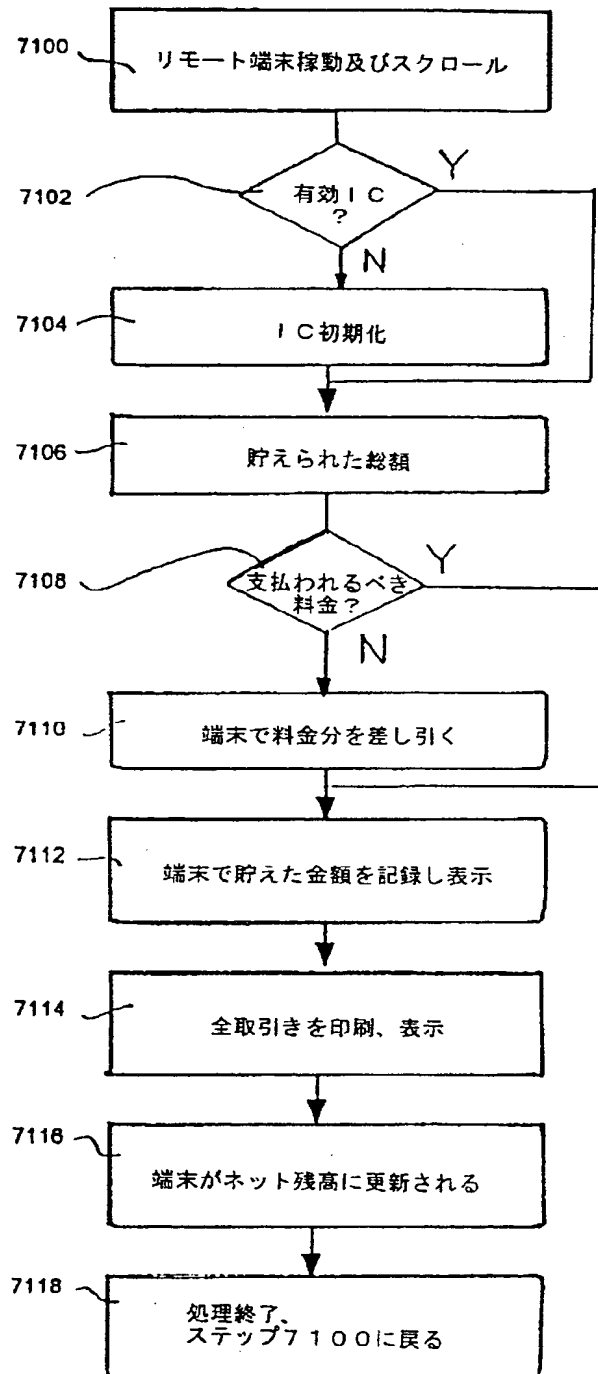 7100
リモート端末稼動及びスクロール
7102
有効IC
?
Y
N
7104
IC初期化
7106
貯えられた総額
7108
支払われるべき
料金?
Y
N
7110
端末で料金分を差し引く
7112
端末で貯えた金額を記録し表示
7114
全取引きを印刷、表示
7116
端末がネット残高に更新される
7118
処理終了、
ステップ7100に戻る